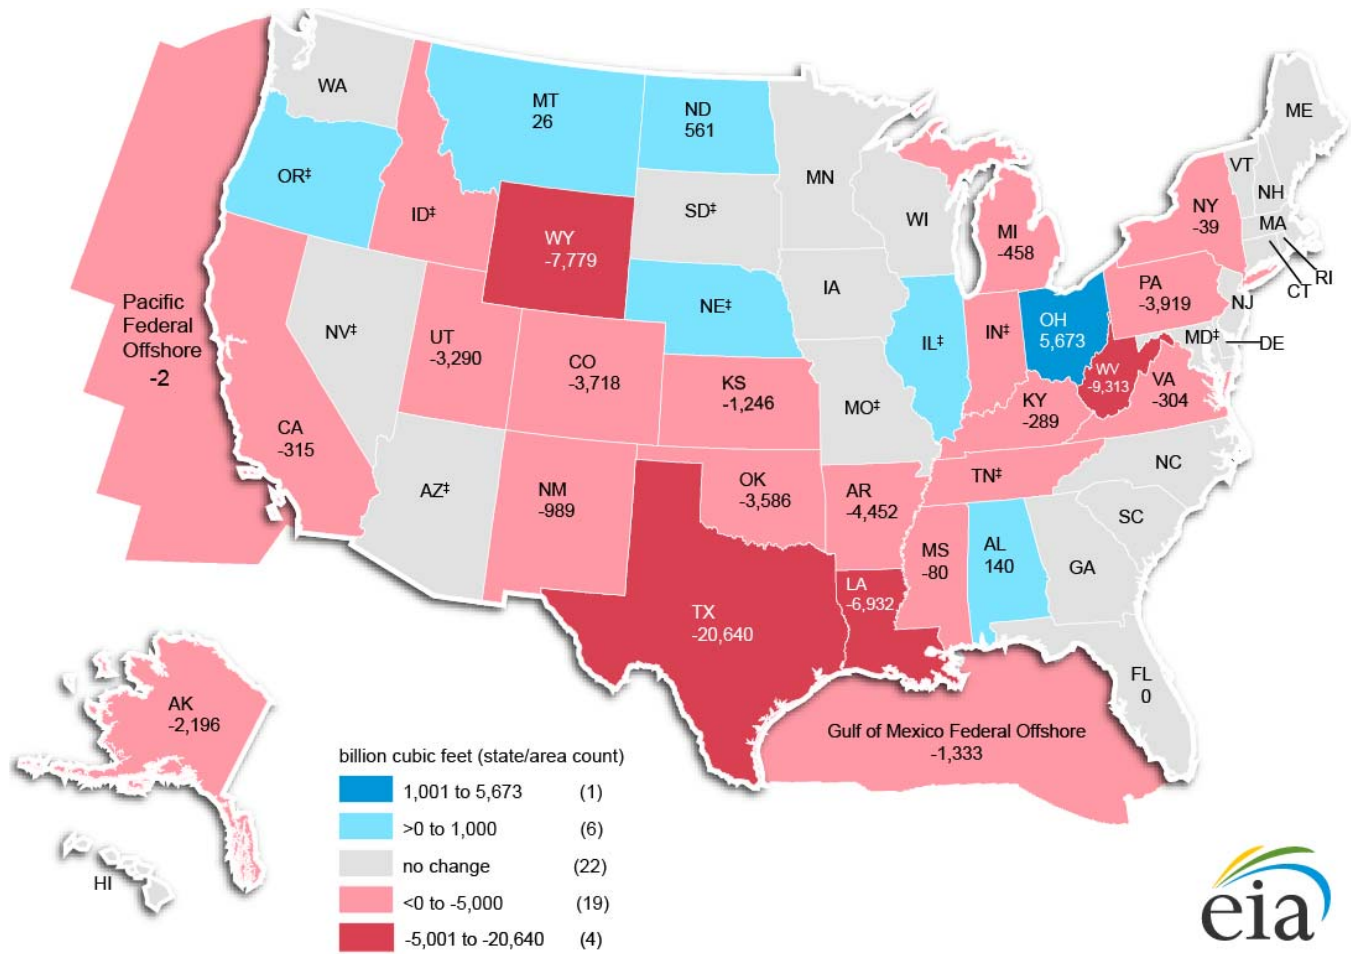 WA
MT
26
ND
561
MN
ME
VT
NH
OR‡
ID‡
SD‡
WI
MI
-458
NY
-39
MA
RI
CT
WY
-7,779
IA
NE‡
IL‡
IN‡
OH
5,673
PA
-3,919
NJ
MD‡
DE
Pacific
Federal
Offshore
-2
NV‡
UT
-3,290
CO
-3,718
KS
-1,246
MO‡
KY
-289
WV
-9,313
VA
-304
CA
-315
AZ‡
NM
-989
OK
-3,586
AR
-4,452
TN‡
NC
SC
MS
-80
AL
140
GA
TX
-20,640
LA
-6,932
FL
0
AK
-2,196
HI
Gulf of Mexico Federal Offshore
-1,333
billion cubic feet (state/area count)
1,001 to 5,673 (1)
>0 to 1,000 (6)
no change (22)
<0 to -5,000 (19)
-5,001 to -20,640 (4)
eia